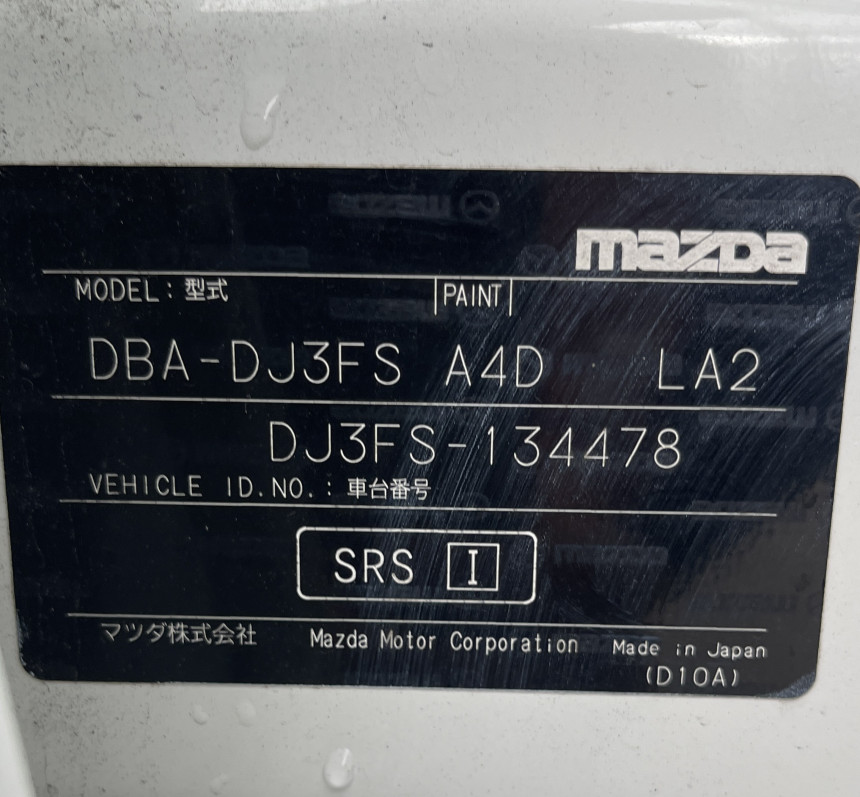 mazda
MODEL : 型式 PAINT
DBA-DJ3FS A4D LA2
DJ3FS-134478
VEHICLE ID.NO. : 車台番号
SRS I
マツダ株式会社 Mazda Motor Corporation Made in Japan
(D10A)